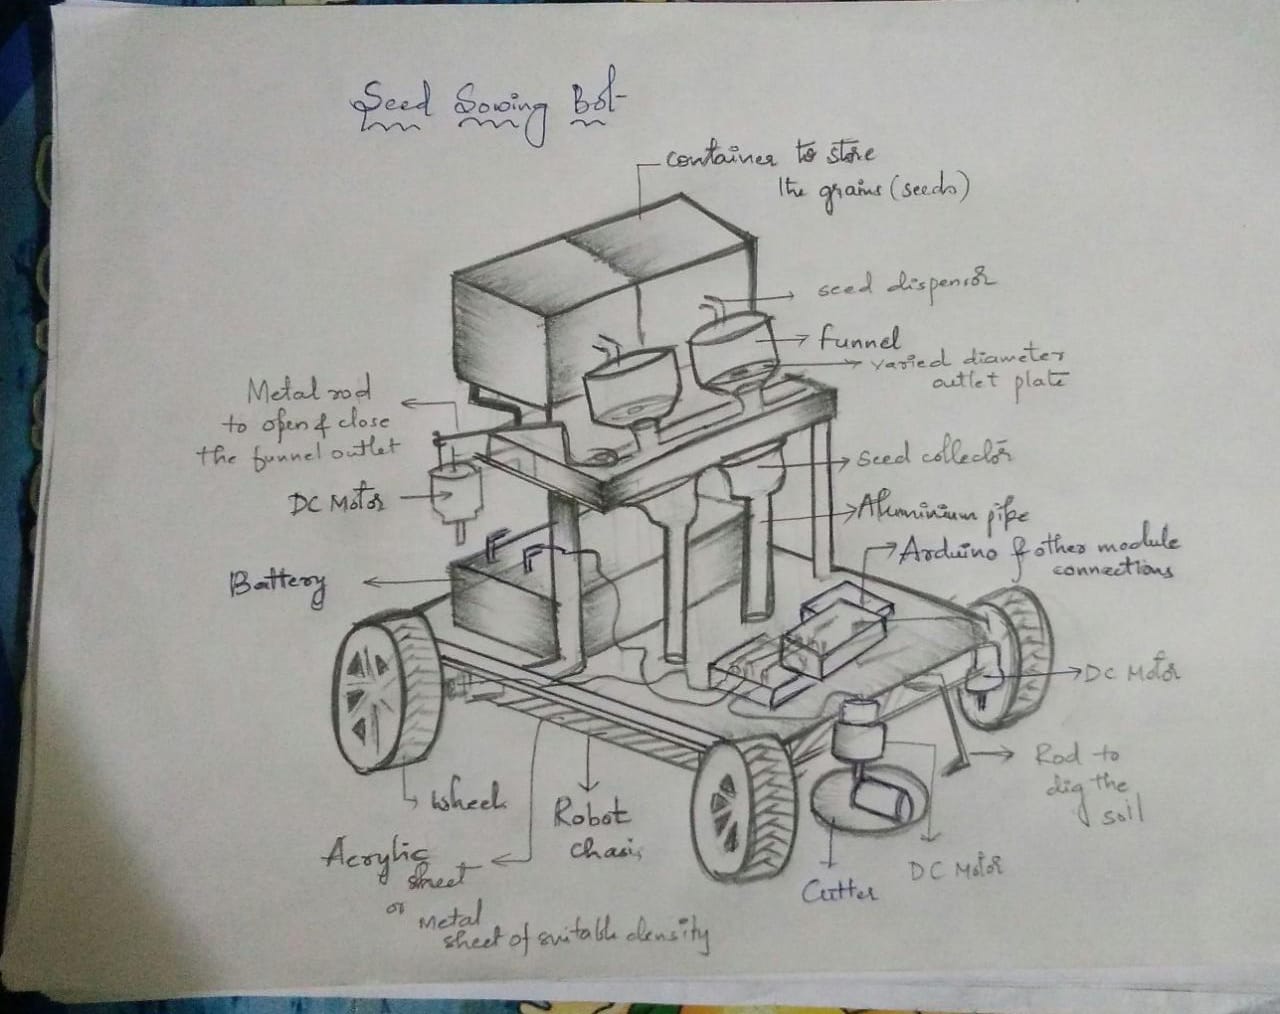 Seed Sowing Bot
container to store
the grains (seeds)
seed dispensor
funnel
varied diameter
outlet plate
Metal rod
to open & close
the funnel outlet
seed collector
DC Motor
Aluminium pipe
Arduino & other module
connections
Battery
DC Motor
Rod to
dig the
soil
wheel
Robot
chasis
Acrylic
sheet
or
Metal
sheet of suitable density
DC Motor
Cutter